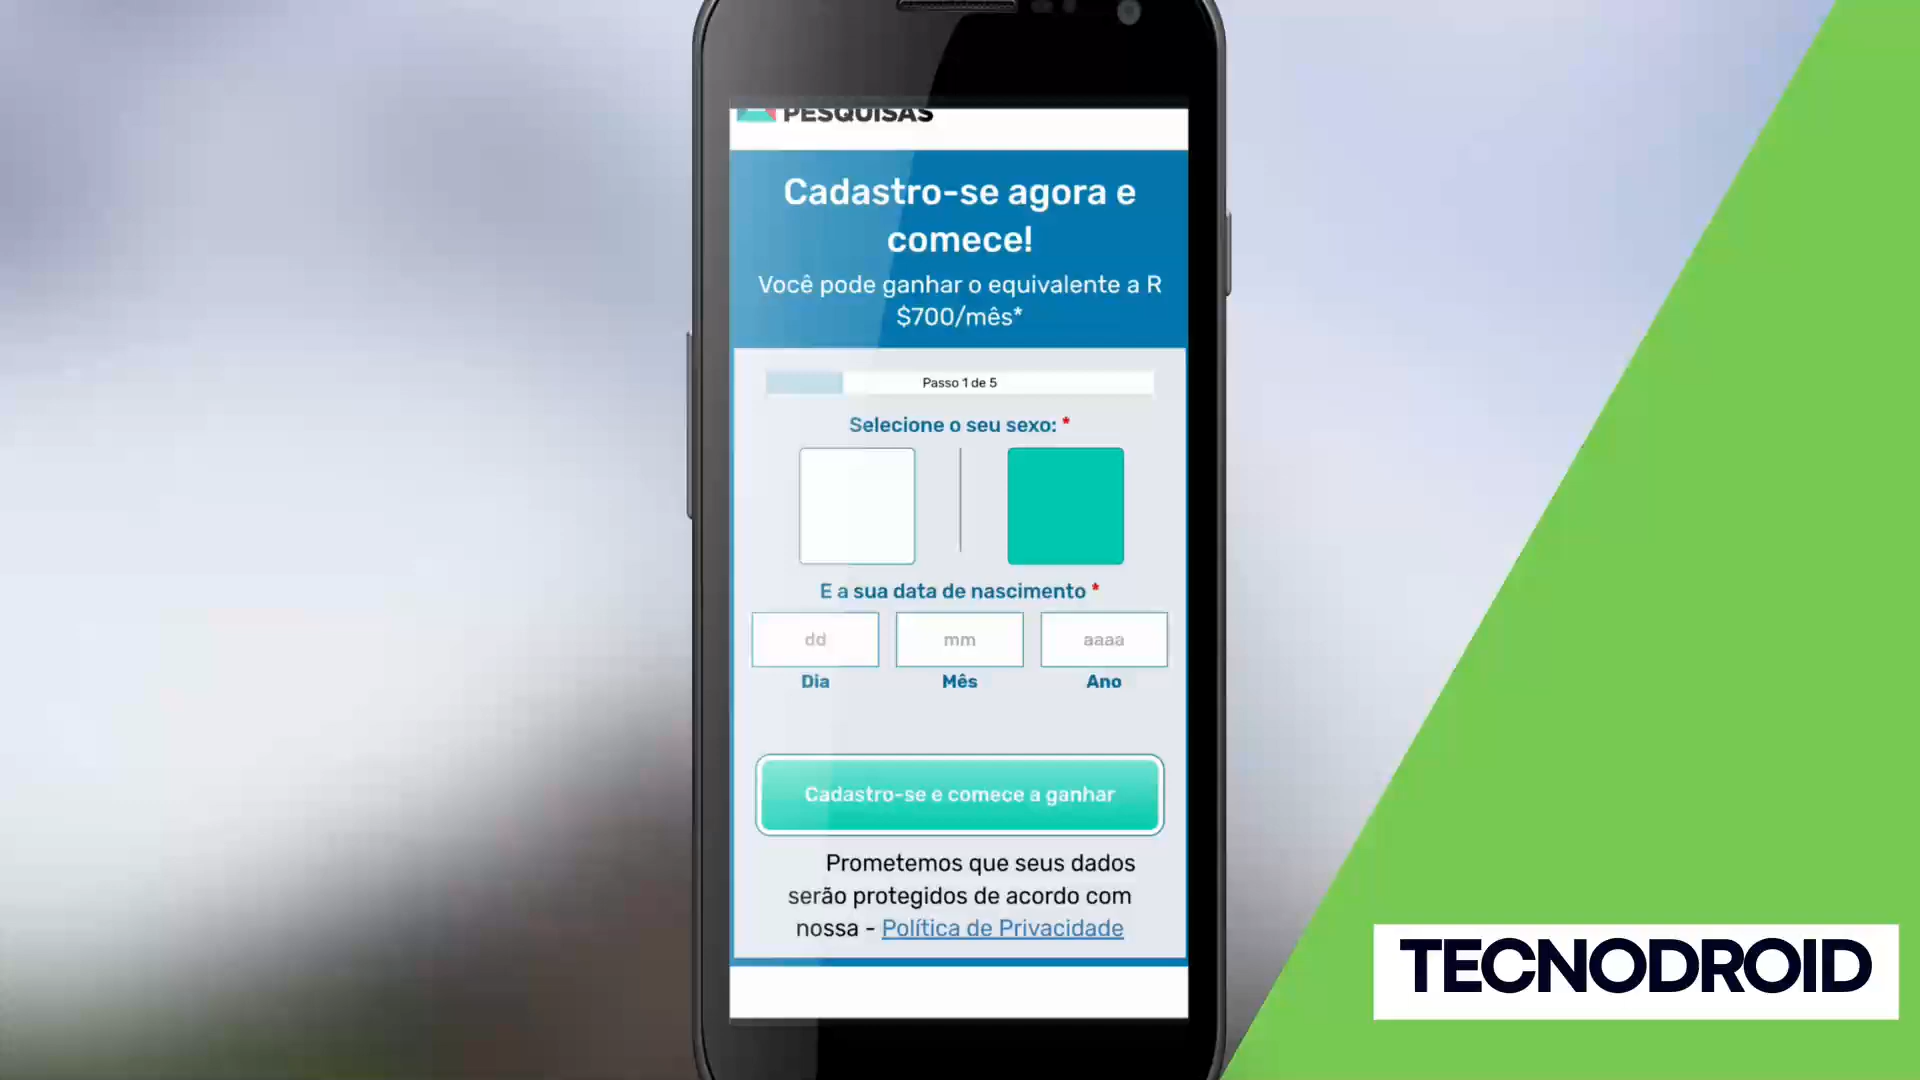 PESQUISAS
Cadastro-se agora e
comece!
Você pode ganhar o equivalente a R
$700/mês*
Passo 1 de 5
Selecione o seu sexo: *
E a sua data de nascimento *
dd mm aaaa
Dia Mês Ano
Cadastro-se e comece a ganhar
Prometemos que seus dados
serão protegidos de acordo com
nossa - Política de Privacidade
TECNODROID